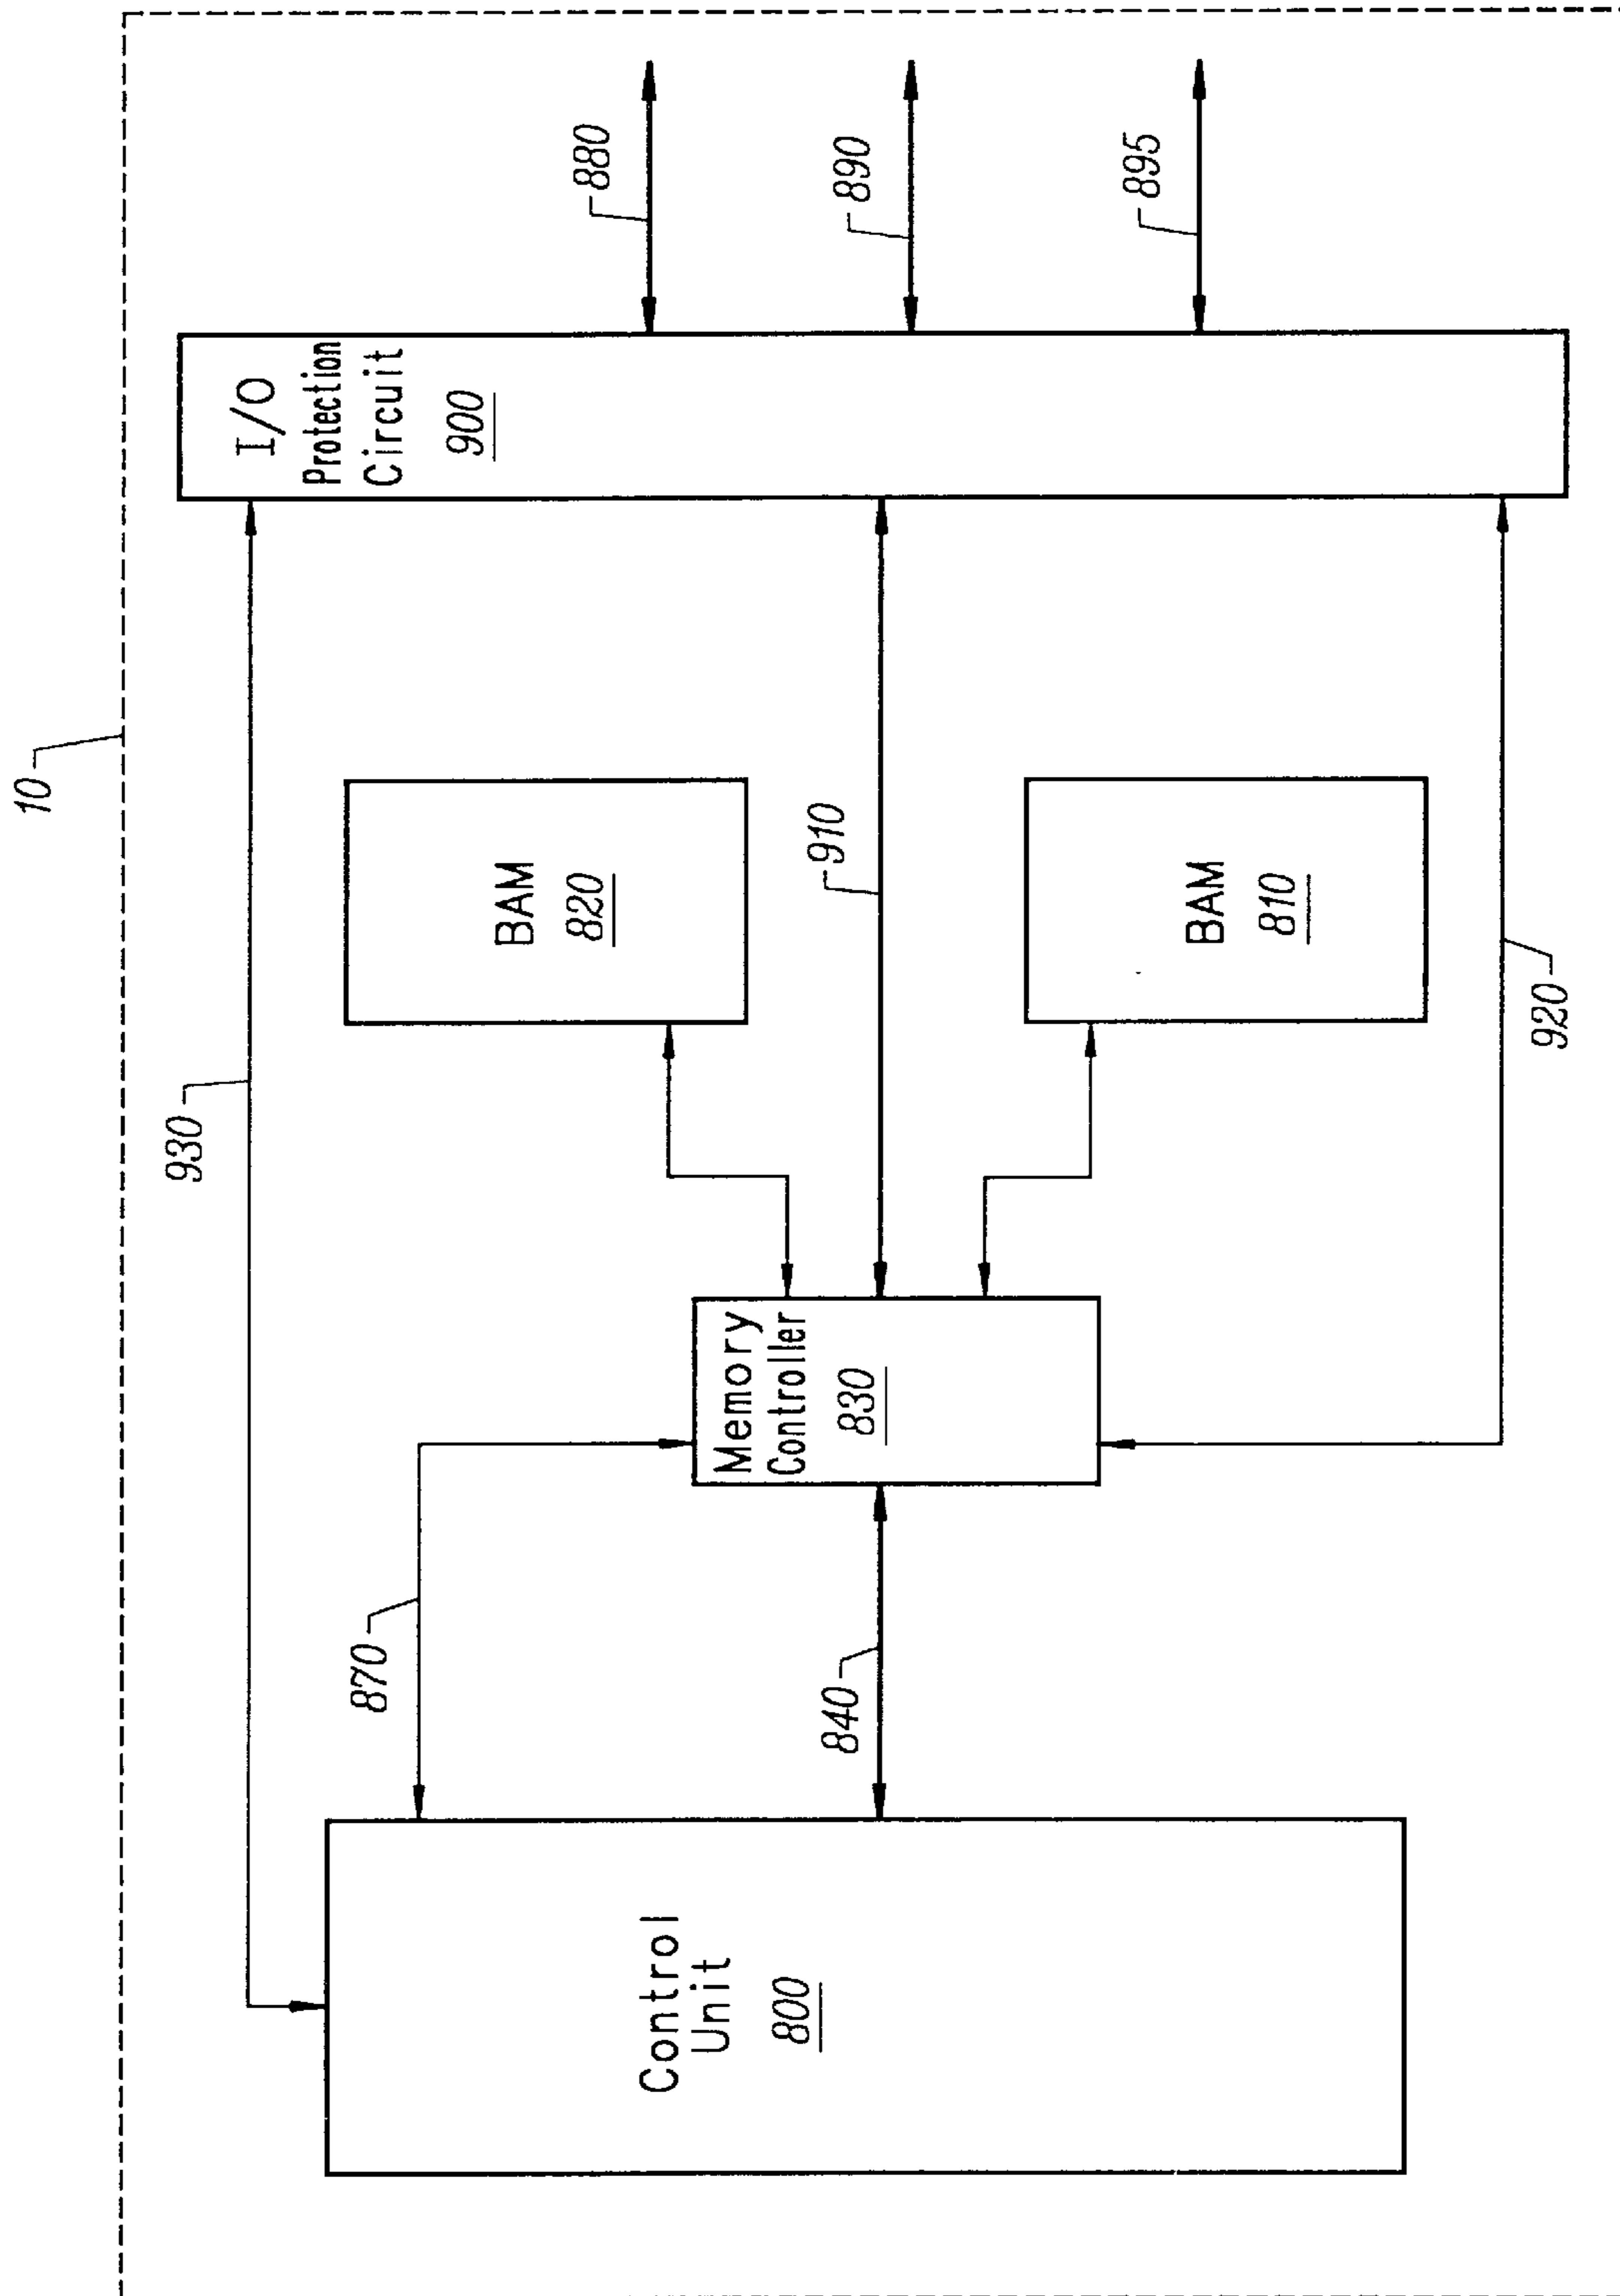 10
930
I/O
Protection
Circuit
900
880
890
895
BAM
820
910
BAM
810
920
870
Memory
Controller
830
840
Control
Unit
800